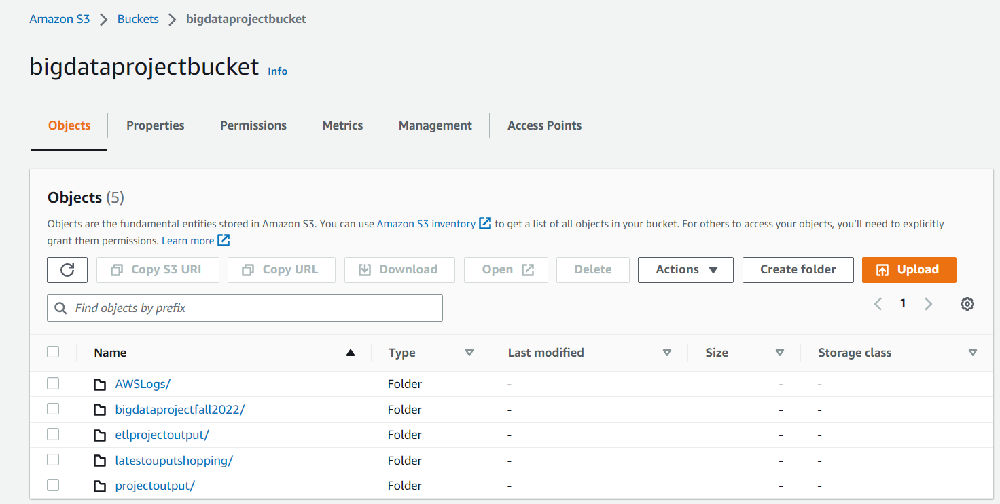 Amazon S3 > Buckets > bigdataprojectbucket
bigdataprojectbucket Info
Objects Properties Permissions Metrics Management Access Points
Objects (5)
Objects are the fundamental entities stored in Amazon S3. You can use Amazon S3 inventory to get a list of all objects in your bucket. For others to access your objects, you’ll need to explicitly
grant them permissions. Learn more
Copy S3 URI Copy URL Download Open Delete Actions Create folder Upload
Find objects by prefix 1
Name Type Last modified Size Storage class
AWSLogs/ Folder - - -
bigdataprojectfall2022/ Folder - - -
etlprojectoutput/ Folder - - -
latestouputshopping/ Folder - - -
projectoutput/ Folder - - -